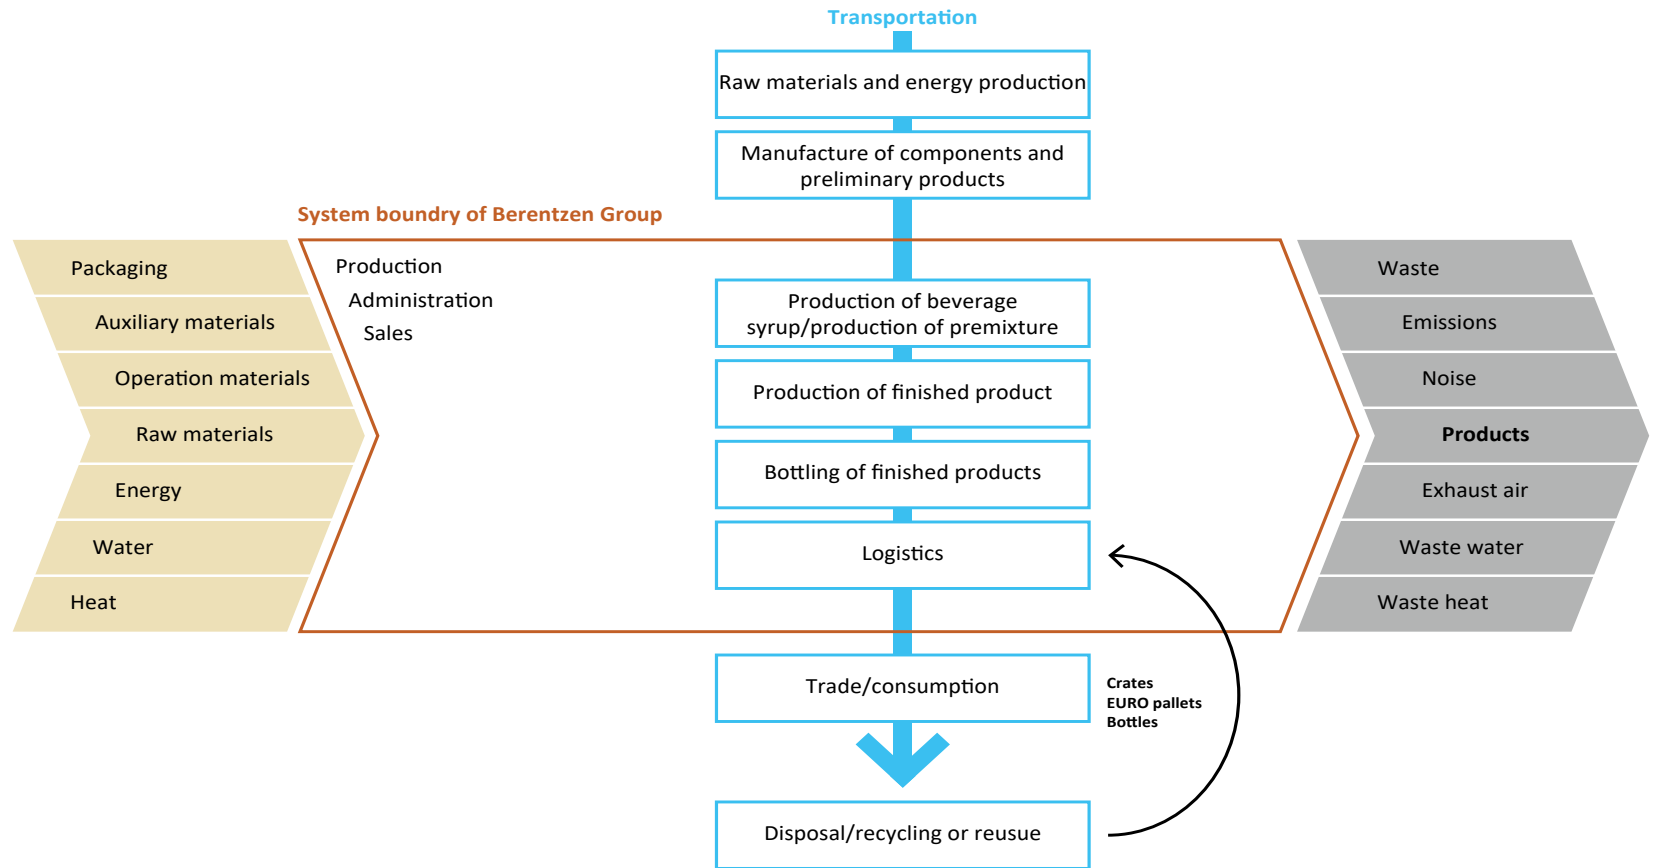 Transportation
Raw materials and energy production
Manufacture of components and
preliminary products
System boundry of Berentzen Group
Packaging
Auxiliary materials
Operation materials
Raw materials
Energy
Water
Heat
Production
Administration
Sales
Production of beverage
syrup/production of premixture
Production of finished product
Bottling of finished products
Logistics
Trade/consumption
Crates
EURO pallets
Bottles
Disposal/recycling or reusue
Waste
Emissions
Noise
Products
Exhaust air
Waste water
Waste heat